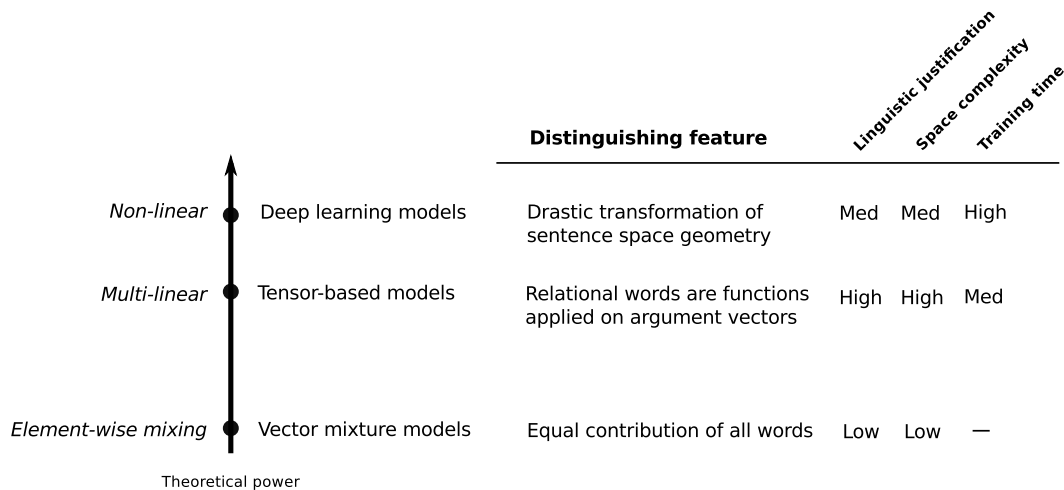 Linguistic justification
Space complexity
Training time
Distinguishing feature
Non-linear Deep learning models Drastic transformation of Med Med High
sentence space geometry
Multi-linear Tensor-based models Relational words are functions High High Med
applied on argument vectors
Element-wise mixing Vector mixture models Equal contribution of all words Low Low —
Theoretical power